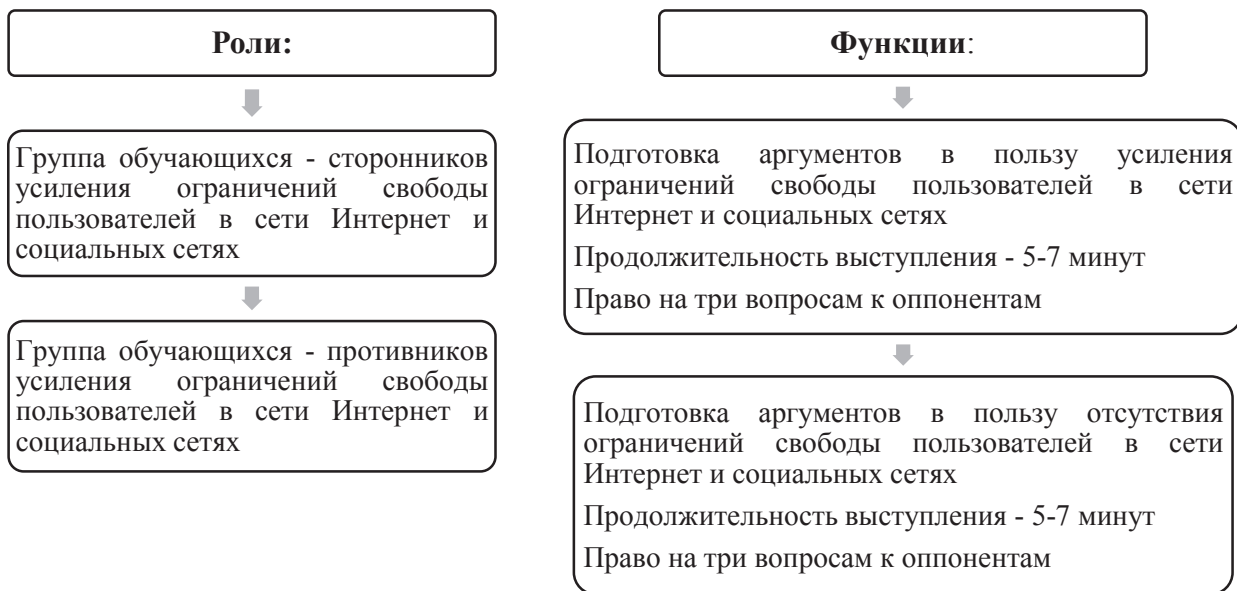 Роли:
Группа обучающихся - сторонников
усиления ограничений свободы
пользователей в сети Интернет и
социальных сетях
Группа обучающихся - противников
усиления ограничений свободы
пользователей в сети Интернет и
социальных сетях
Функции:
Подготовка аргументов в пользу усиления
ограничений свободы пользователей в сети
Интернет и социальных сетях
Продолжительность выступления - 5-7 минут
Право на три вопросам к оппонентам
Подготовка аргументов в пользу отсутствия
ограничений свободы пользователей в сети
Интернет и социальных сетях
Продолжительность выступления - 5-7 минут
Право на три вопросам к оппонентам